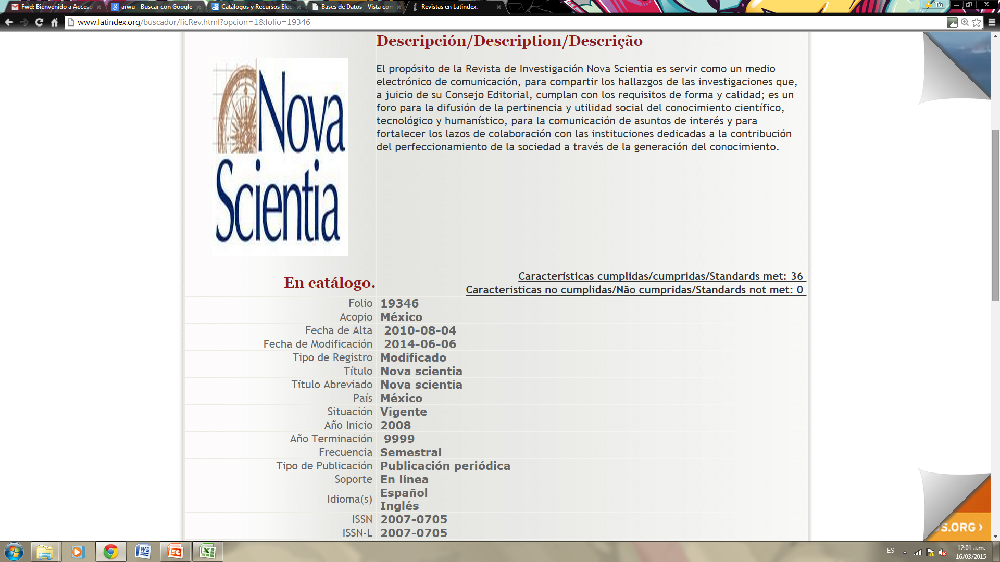 Fwd: Bienvenido a Acceso
arwu - Buscar con Google
Catálogos y Recursos Elec
Bases de Datos - Vista con
Revistas en Latindex.
Tú
www.latindex.org/buscador/ficRev.html?opcion=1&folio=19346
Descripción/Description/Descrição
Nova
Scientia
El propósito de la Revista de Investigación Nova Scientia es servir como un medio
electrónico de comunicación, para compartir los hallazgos de las investigaciones que,
a juicio de su Consejo Editorial, cumplan con los requisitos de forma y calidad; es un
foro para la difusión de la pertinencia y utilidad social del conocimiento científico,
tecnológico y humanístico, para la comunicación de asuntos de interés y para
fortalecer los lazos de colaboración con las instituciones dedicadas a la contribución
del perfeccionamiento de la sociedad a través de la generación del conocimiento.
En catálogo.
Características cumplidas/cumpridas/Standards met: 36
Características no cumplidas/Não cumpridas/Standards not met: 0
Folio 19346
Acopio México
Fecha de Alta 2010-08-04
Fecha de Modificación 2014-06-06
Tipo de Registro Modificado
Título Nova scientia
Título Abreviado Nova scientia
País México
Situación Vigente
Año Inicio 2008
Año Terminación 9999
Frecuencia Semestral
Tipo de Publicación Publicación periódica
Soporte En línea
Idioma(s) Español
Inglés
ISSN 2007-0705
ISSN-L 2007-0705
S.ORG ›
ES
12:01 a.m.
16/03/2015